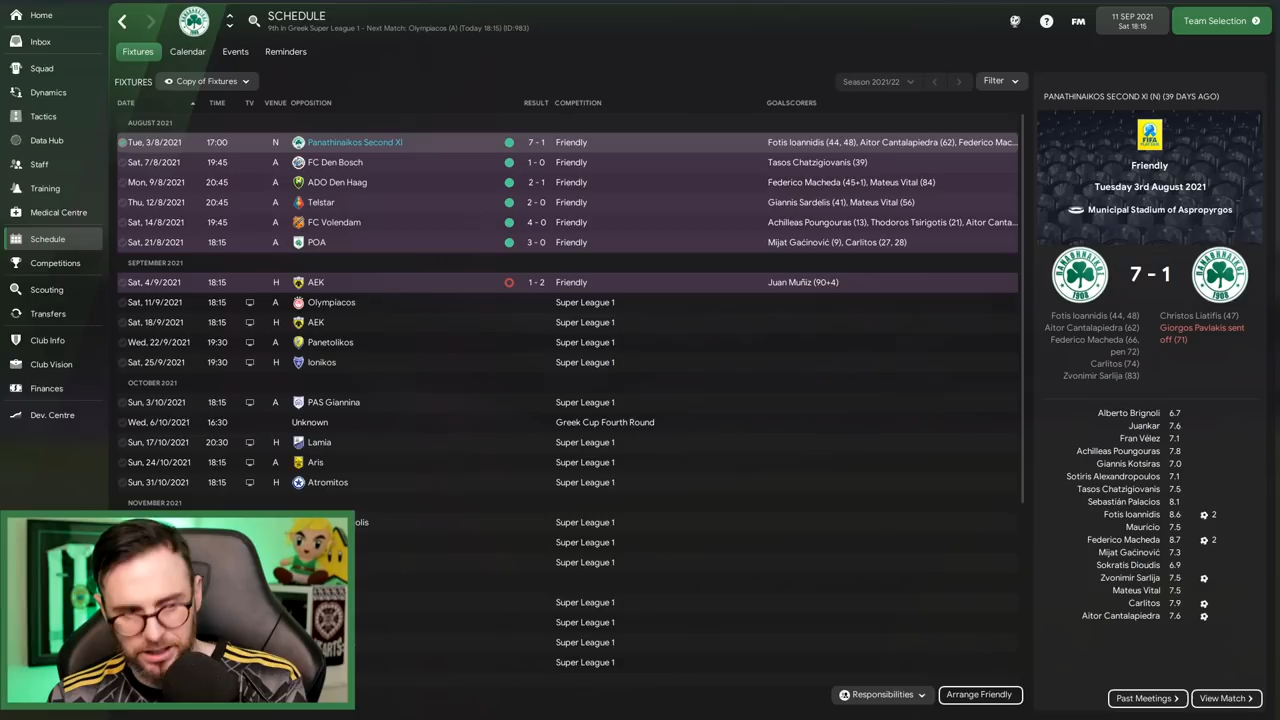 Home
Inbox
Squad
Dynamics
Tactics
Data Hub
Staff
Training
Medical Centre
Schedule
Competitions
Scouting
Transfers
Club Info
Club Vision
Finances
Dev. Centre
SCHEDULE
9th in Greek Super League 1 - Next Match: Olympiacos (A) (Today 18:15) (ID:983)
FM
11 SEP 2021
Sat 18:15
Team Selection
Fixtures Calendar Events Reminders
FIXTURES Copy of Fixtures Season 2021/22 Filter
DATE TIME TV VENUE OPPOSITION RESULT COMPETITION GOALSCORERS
AUGUST 2021
Tue, 3/8/2021 17:00 N Panathinaikos Second XI 7 - 1 Friendly Fotis Ioannidis (44, 48), Aitor Cantalapiedra (62), Federico Mac...
Sat, 7/8/2021 19:45 A FC Den Bosch 1 - 0 Friendly Tasos Chatzigiovanis (39)
Mon, 9/8/2021 20:45 A ADO Den Haag 2 - 1 Friendly Federico Macheda (45+1), Mateus Vital (84)
Thu, 12/8/2021 20:45 A Telstar 2 - 0 Friendly Giannis Sardelis (41), Mateus Vital (56)
Sat, 14/8/2021 19:45 A FC Volendam 4 - 0 Friendly Achilleas Poungouras (13), Thodoros Tsirigotis (21), Aitor Canta...
Sat, 21/8/2021 18:15 A POA 3 - 0 Friendly Mijat Gaćinović (9), Carlitos (27, 28)
SEPTEMBER 2021
Sat, 4/9/2021 18:15 H AEK 1 - 2 Friendly Juan Muñiz (90+4)
Sat, 11/9/2021 18:15 A Olympiacos Super League 1
Sat, 18/9/2021 18:15 H AEK Super League 1
Wed, 22/9/2021 19:30 A Panetolikos Super League 1
Sat, 25/9/2021 19:30 H Ionikos Super League 1
OCTOBER 2021
Sun, 3/10/2021 18:15 A PAS Giannina Super League 1
Wed, 6/10/2021 16:30 Unknown Greek Cup Fourth Round
Sun, 17/10/2021 20:30 H Lamia Super League 1
Sun, 24/10/2021 18:15 A Aris Super League 1
Sun, 31/10/2021 18:15 H Atromitos Super League 1
NOVEMBER 2021
olis Super League 1
Super League 1
Super League 1
Super League 1
Super League 1
Super League 1
Super League 1
Responsibilities Arrange Friendly
PANATHINAIKOS SECOND XI (N) (39 DAYS AGO)
Friendly
Tuesday 3rd August 2021
Municipal Stadium of Aspropyrgos
7 - 1
1908
1908
Fotis Ioannidis (44, 48)
Aitor Cantalapiedra (62)
Federico Macheda (66,
pen 72)
Carlitos (74)
Zvonimir Sarlija (83)
Christos Liatifis (47)
Giorgos Pavlakis sent
off (71)
Alberto Brignoli 6.7
Juankar 7.6
Fran Vélez 7.1
Achilleas Poungouras 7.8
Giannis Kotsiras 7.0
Sotiris Alexandropoulos 7.1
Tasos Chatzigiovanis 7.5
Sebastián Palacios 8.1
Fotis Ioannidis 8.6 2
Maurício 7.5
Federico Macheda 8.7 2
Mijat Gaćinović 7.3
Sokratis Dioudis 6.9
Zvonimir Sarlija 7.5
Mateus Vital 7.5
Carlitos 7.9
Aitor Cantalapiedra 7.6
Past Meetings View Match